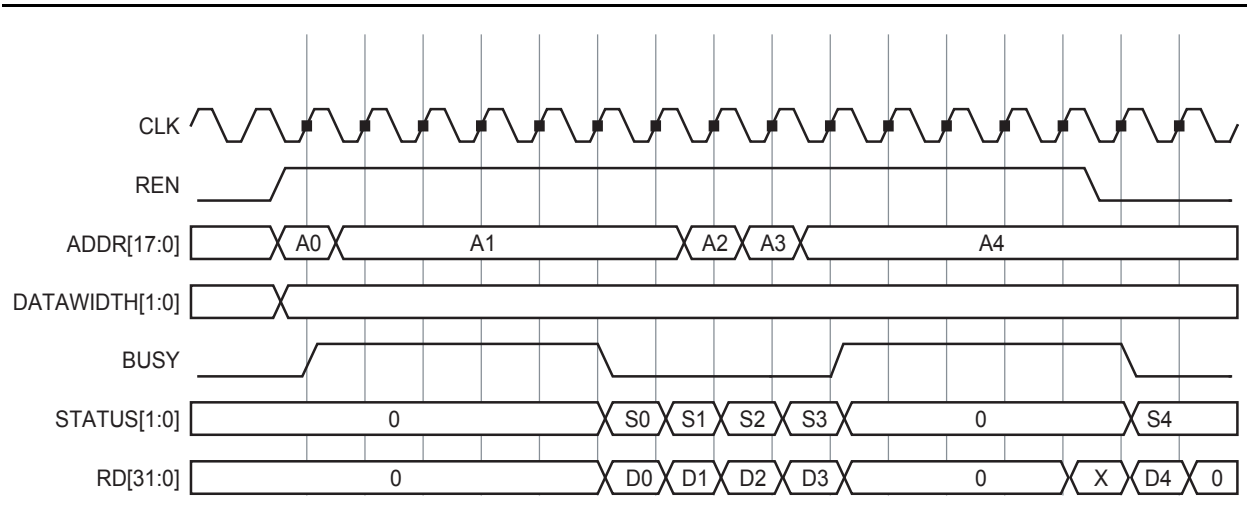 CLK
REN
ADDR[17:0] A0 A1 A2 A3 A4
DATAWIDTH[1:0]
BUSY
STATUS[1:0] 0 S0 S1 S2 S3 0 S4
RD[31:0] 0 D0 D1 D2 D3 0 X D4 0